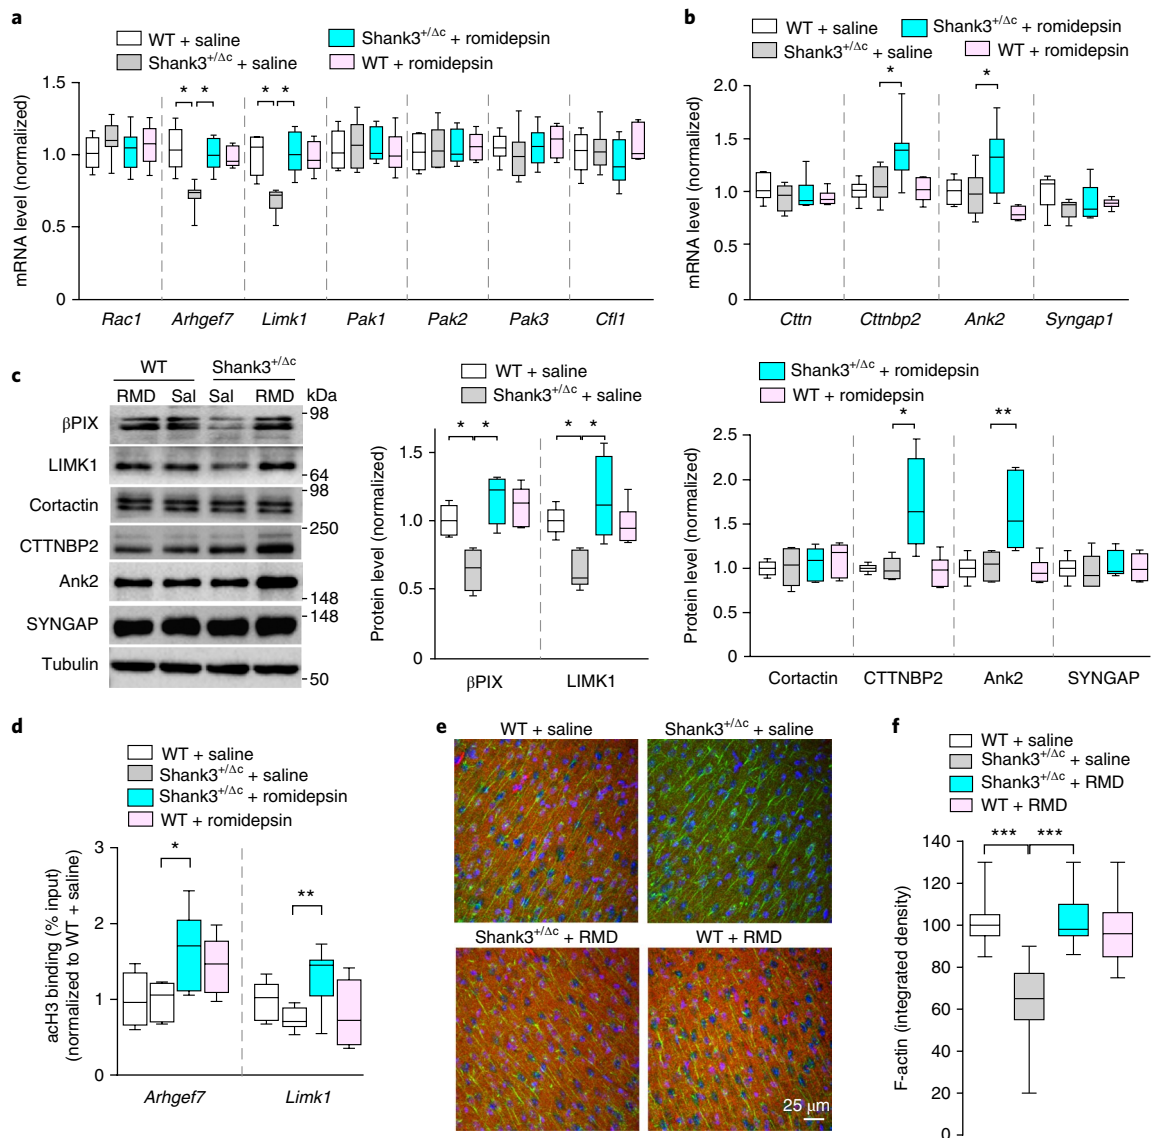 a
WT + saline
Shank3+/Δc + saline
Shank3+/Δc + romidepsin
WT + romidepsin
mRNA level (normalized)
1.5
1.0
0.5
0
* * * *
Rac1 Arhgef7 Limk1 Pak1 Pak2 Pak3 Cfl1
b
WT + saline
Shank3+/Δc + romidepsin
Shank3+/Δc + saline
WT + romidepsin
mRNA level (normalized)
2.0
1.5
1.0
0.5
0
* *
Cttn Cttnbp2 Ank2 Syngap1
c
WT Shank3+/Δc
RMD Sal Sal RMD kDa
βPIX
LIMK1
Cortactin
CTTNBP2
Ank2
SYNGAP
Tubulin
98
64
98
250
148
148
50
WT + saline
Shank3+/Δc + saline
Protein level (normalized)
1.5
1.0
0.5
0
* * * *
βPIX LIMK1
Shank3+/Δc + romidepsin
WT + romidepsin
Protein level (normalized)
2.5
2.0
1.5
1.0
0.5
0
* **
Cortactin CTTNBP2 Ank2 SYNGAP
d
WT + saline
Shank3+/Δc + saline
Shank3+/Δc + romidepsin
WT + romidepsin
acH3 binding (% input)
(normalized to WT + saline)
3
2
1
0
* **
Arhgef7 Limk1
e
WT + saline Shank3+/Δc + saline
Shank3+/Δc + RMD WT + RMD
25 μm
f
WT + saline
Shank3+/Δc + saline
Shank3+/Δc + RMD
WT + RMD
F-actin (integrated density)
140
120
100
80
60
40
20
0
*** ***